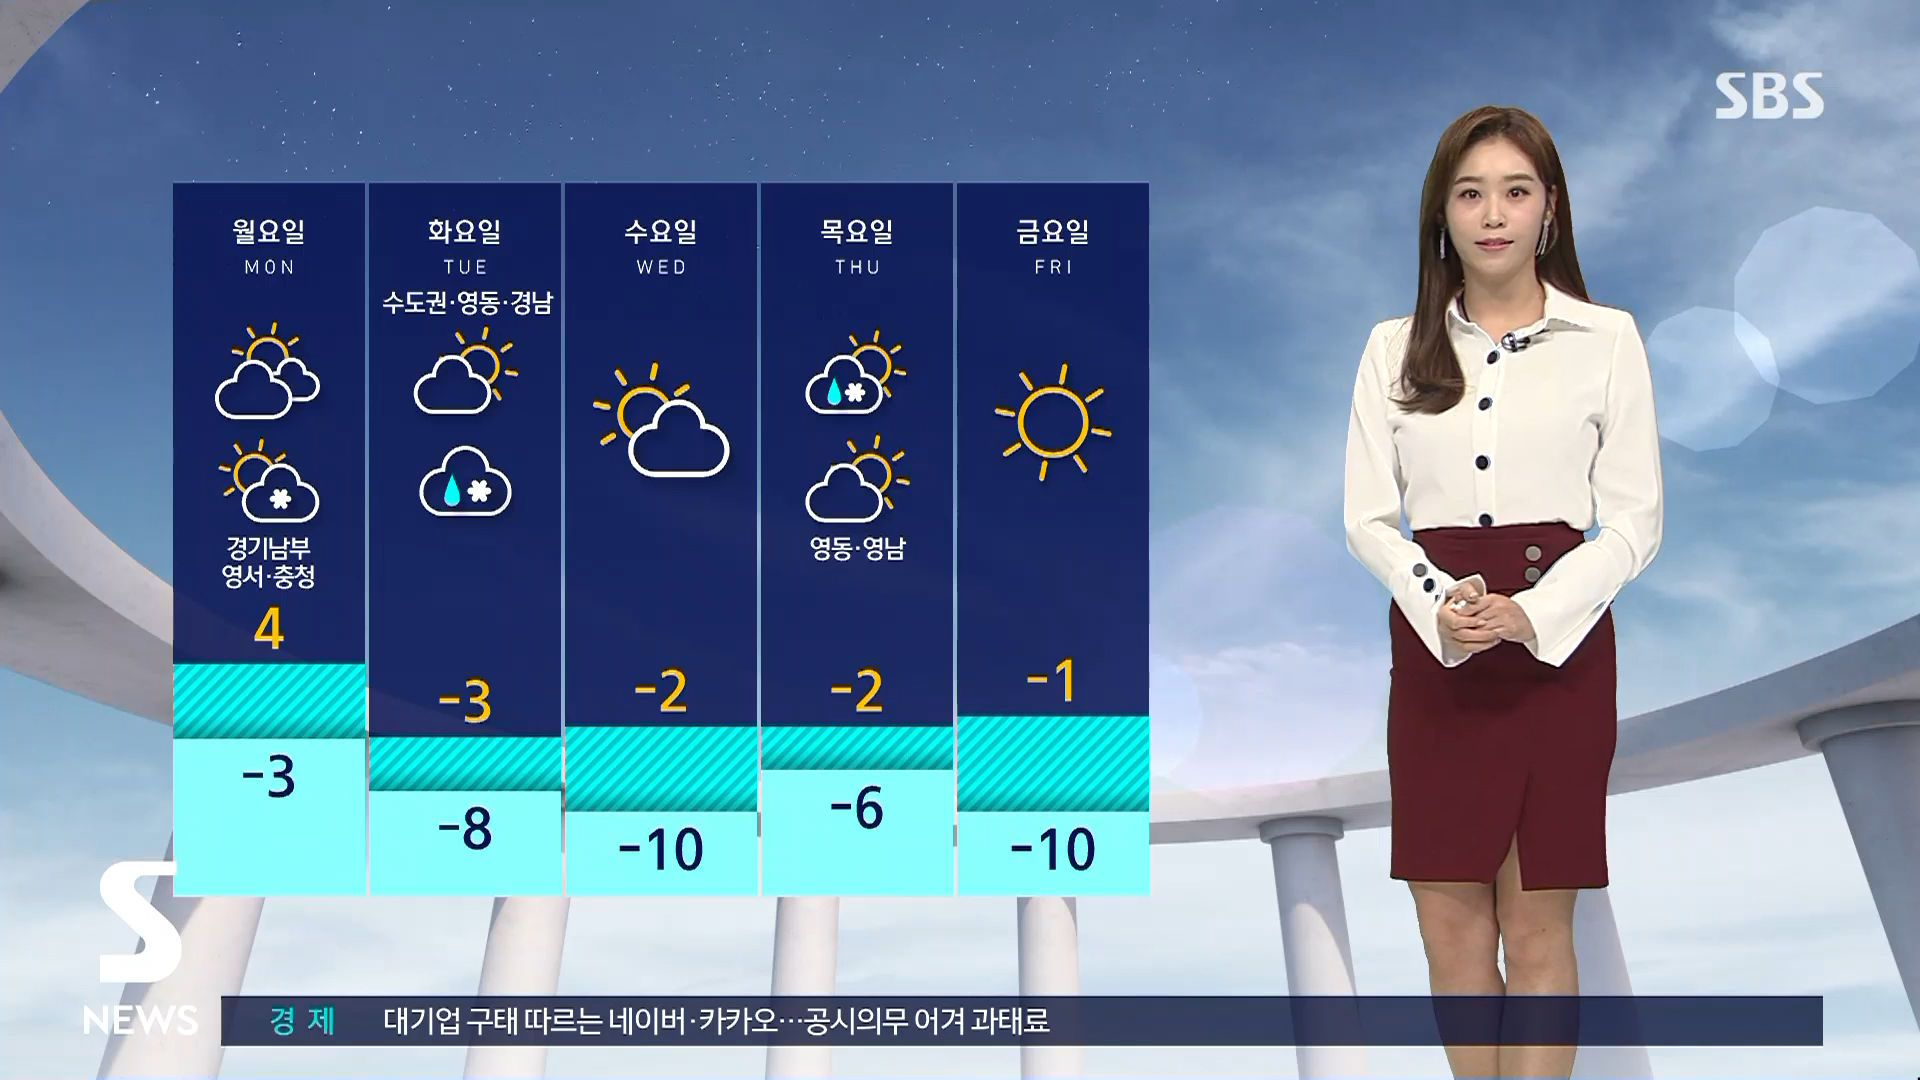 SBS
월요일
MON
경기남부
영서·충청
4
-3
화요일
TUE
수도권·영동·경남
-3
-8
수요일
WED
-2
-10
목요일
THU
영동·영남
-2
-6
금요일
FRI
-1
-10
S
NEWS
경 제 대기업 구태 따르는 네이버·카카오…공시의무 어겨 과태료